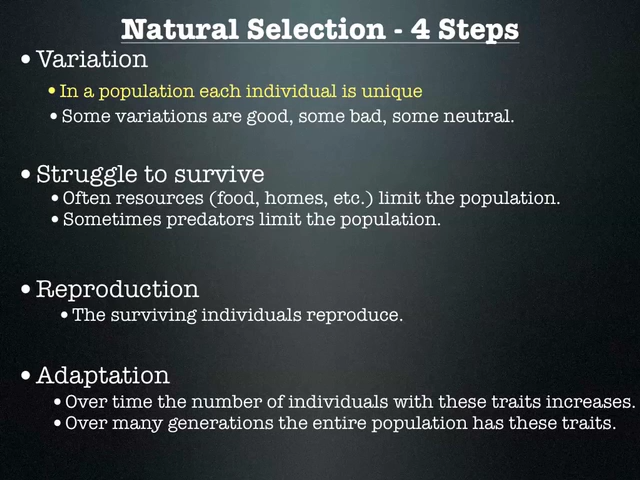 Natural Selection - 4 Steps
•Variation
•In a population each individual is unique
•Some variations are good, some bad, some neutral.
•Struggle to survive
•Often resources (food, homes, etc.) limit the population.
•Sometimes predators limit the population.
•Reproduction
•The surviving individuals reproduce.
•Adaptation
•Over time the number of individuals with these traits increases.
•Over many generations the entire population has these traits.